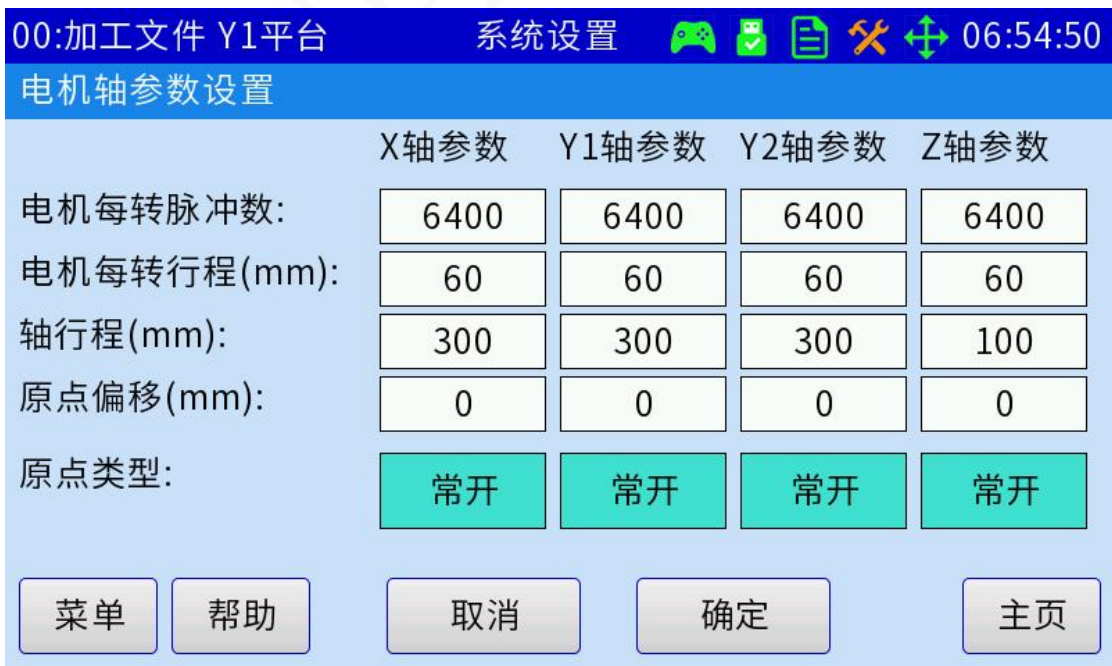 00:加工文件 Y1平台 系统设置 06:54:50
电机轴参数设置
X轴参数 Y1轴参数 Y2轴参数 Z轴参数
电机每转脉冲数: 6400 6400 6400 6400
电机每转行程(mm): 60 60 60 60
轴行程(mm): 300 300 300 100
原点偏移(mm): 0 0 0 0
原点类型: 常开 常开 常开 常开
菜单 帮助 取消 确定 主页